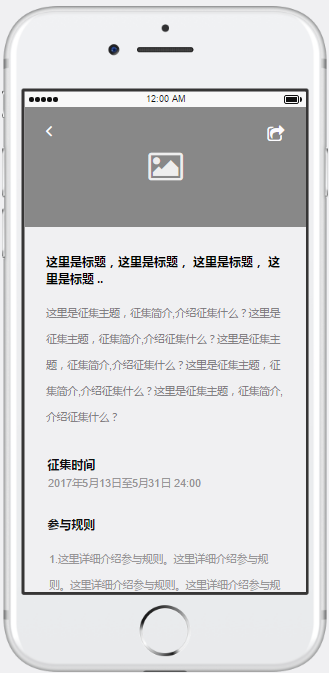 12:00 AM
这里是标题，这里是标题， 这里是标题， 这
里是标题 ..
这里是征集主题，征集简介,介绍征集什么？这里是
征集主题，征集简介,介绍征集什么？这里是征集主
题，征集简介,介绍征集什么？这里是征集主题，征
集简介,介绍征集什么？这里是征集主题，征集简介,
介绍征集什么？
征集时间
2017年5月13日至5月31日 24:00
参与规则
1.这里详细介绍参与规则。这里详细介绍参与规
则。这里详细介绍参与规则。这里详细介绍参与规